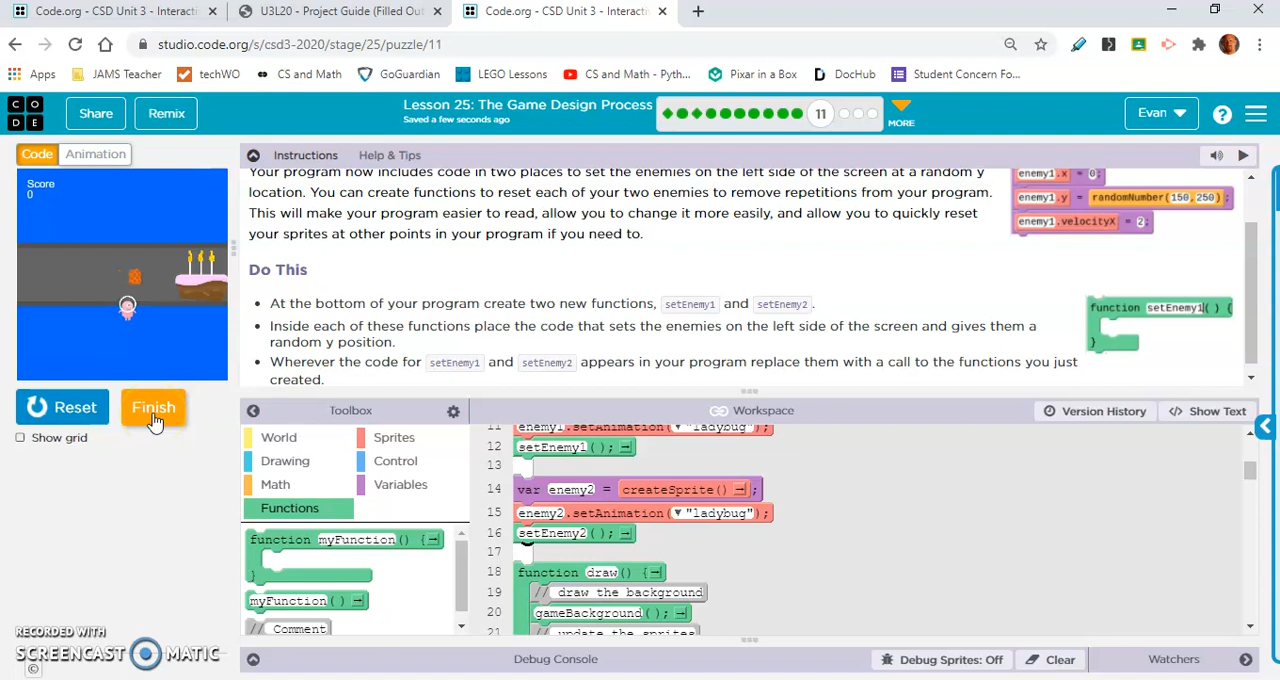 Code.org - CSD Unit 3 - Interacti
U3L20 - Project Guide (Filled Out
Code.org - CSD Unit 3 - Interacti
studio.code.org/s/csd3-2020/stage/25/puzzle/11
Apps
JAMS Teacher
techWO
CS and Math
GoGuardian
LEGO Lessons
CS and Math - Pyth...
Pixar in a Box
DocHub
Student Concern Fo...
C O
D E
Share
Remix
Lesson 25: The Game Design Process
Saved a few seconds ago
11
MORE
Evan
?
Code
Animation
Instructions
Help & Tips
Score
0
Your program now includes code in two places to set the enemies on the left side of the screen at a random y
location. You can use functions to reset each of your two enemies to remove repetitions from your program.
This will make your program easier to read, allow you to change it more easily, and allow you to quickly reset
your sprites at other points in your program if you need to.
enemy1.x = 0;
enemy1.y = randomNumber(150,250);
enemy1.velocityX = 2;
Do This
• At the bottom of your program create two new functions, setEnemy1 and setEnemy2.
• Inside each of these functions place the code that sets the enemies on the left side of the screen and gives them a
random y position.
• Wherever the code for setEnemy1 and setEnemy2 appears in your program replace them with a call to the functions you just
created.
function setEnemy1() {
}
Reset
Finish
Show grid
Toolbox
Workspace
Version History
</> Show Text
World
Sprites
Drawing
Control
Math
Variables
Functions
function myFunction() {
}
myFunction()
// Comment
11 enemy1.setAnimation("ladybug");
12 setEnemy1();
13
14 var enemy2 = createSprite();
15 enemy2.setAnimation("ladybug");
16 setEnemy2();
17
18 function draw() {
19 // draw the background
20 gameBackground();
21 // update the sprites
RECORDED WITH
SCREENCAST MATIC
©
Debug Console
Debug Sprites: Off
Clear
Watchers